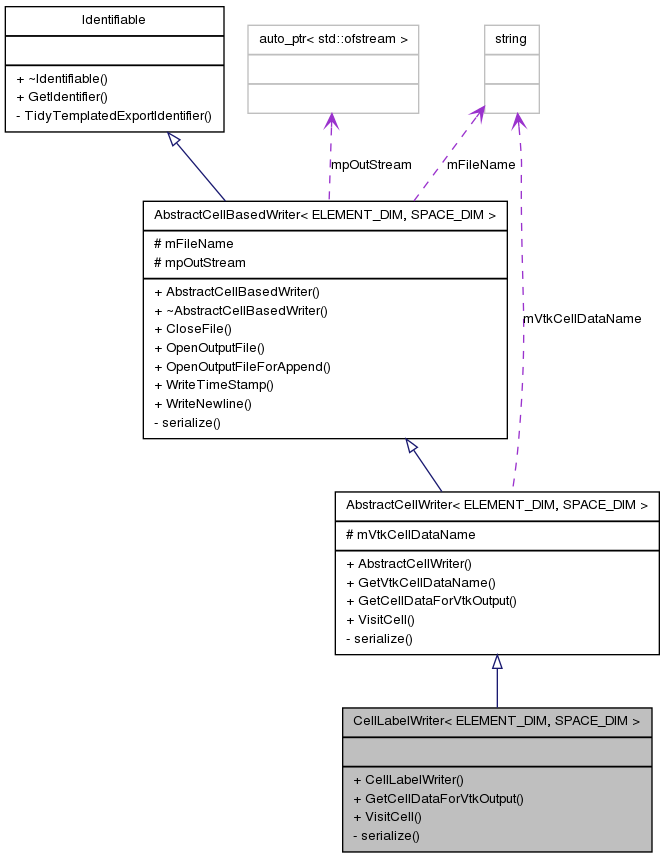 Identifiable
+ ~Identifiable()
+ GetIdentifier()
- TidyTemplatedExportIdentifier()
auto_ptr< std::ofstream >
string
mpOutStream
mFileName
AbstractCellBasedWriter< ELEMENT_DIM, SPACE_DIM >
# mFileName
# mpOutStream
+ AbstractCellBasedWriter()
+ ~AbstractCellBasedWriter()
+ CloseFile()
+ OpenOutputFile()
+ OpenOutputFileForAppend()
+ WriteTimeStamp()
+ WriteNewline()
- serialize()
mVtkCellDataName
AbstractCellWriter< ELEMENT_DIM, SPACE_DIM >
# mVtkCellDataName
+ AbstractCellWriter()
+ GetVtkCellDataName()
+ GetCellDataForVtkOutput()
+ VisitCell()
- serialize()
CellLabelWriter< ELEMENT_DIM, SPACE_DIM >
+ CellLabelWriter()
+ GetCellDataForVtkOutput()
+ VisitCell()
- serialize()